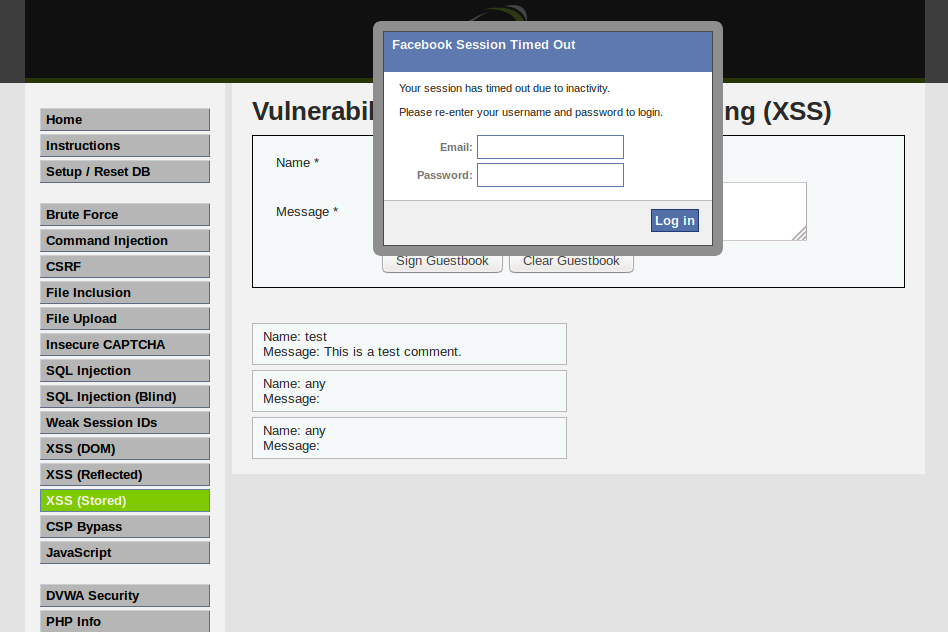 Facebook Session Timed Out
Your session has timed out due to inactivity.
Please re-enter your username and password to login.
Email:
Password:
Log in
Home
Instructions
Setup / Reset DB
Brute Force
Command Injection
CSRF
File Inclusion
File Upload
Insecure CAPTCHA
SQL Injection
SQL Injection (Blind)
Weak Session IDs
XSS (DOM)
XSS (Reflected)
XSS (Stored)
CSP Bypass
JavaScript
DVWA Security
PHP Info
(XSS)
Name *
Message *
Sign Guestbook Clear Guestbook
Name: test
Message: This is a test comment.
Name: any
Message:
Name: any
Message: